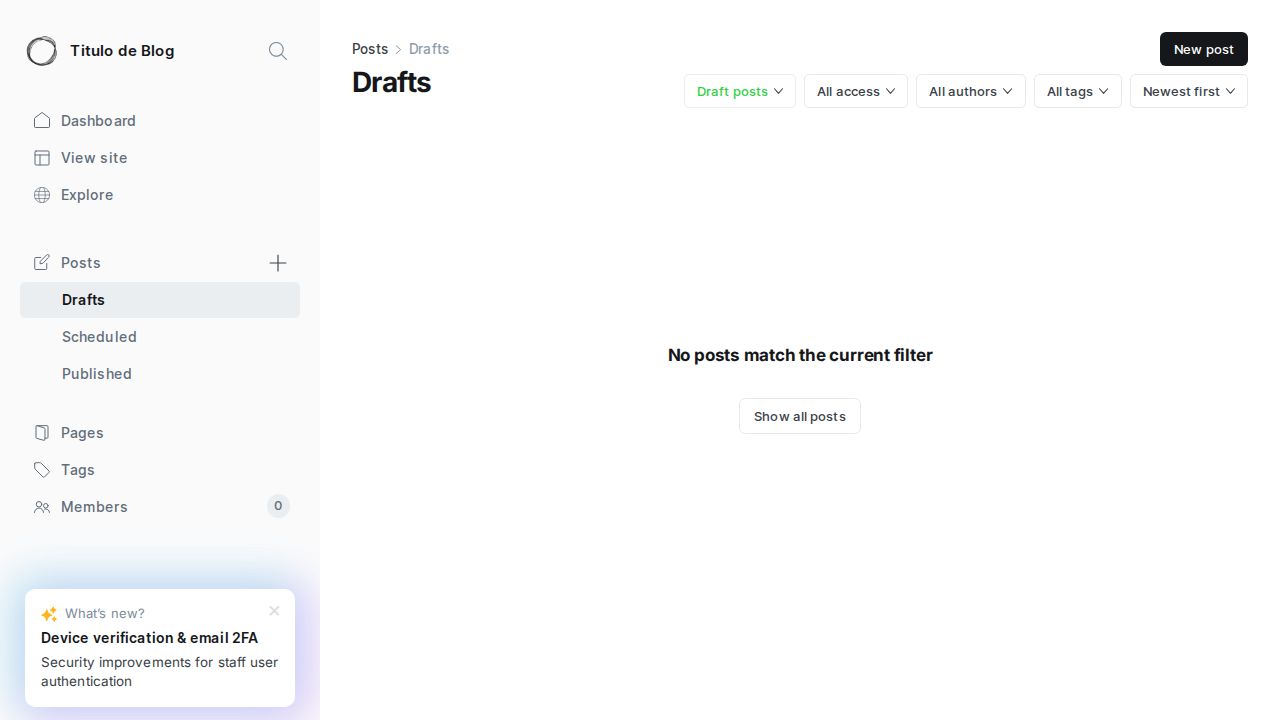 Titulo de Blog
Dashboard
View site
Explore
Posts
Drafts
Scheduled
Published
Pages
Tags
Members
0
What's new?
Device verification & email 2FA
Security improvements for staff user
authentication
Posts
Drafts
New post
Drafts
Draft posts
All access
All authors
All tags
Newest first
No posts match the current filter
Show all posts